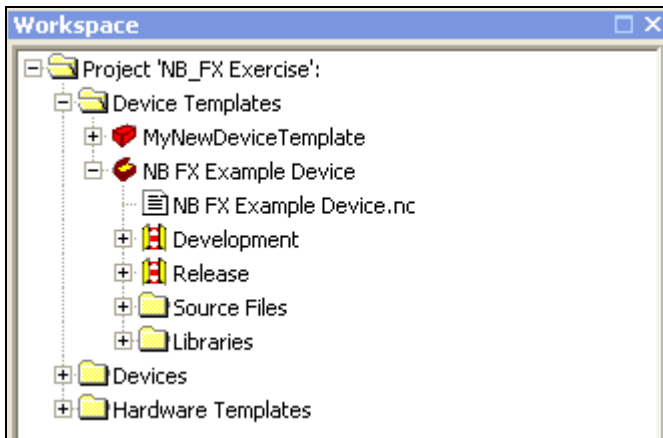 Workspace
Project 'NB_FX Exercise':
Device Templates
MyNewDeviceTemplate
NB FX Example Device
NB FX Example Device.nc
Development
Release
Source Files
Libraries
Devices
Hardware Templates